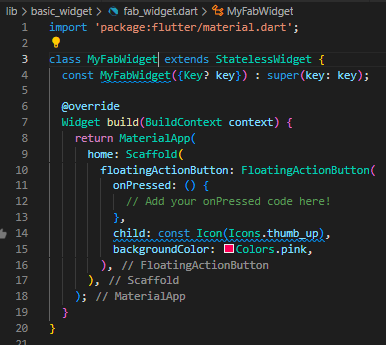 lib > basic_widget > fab_widget.dart > MyFabWidget
1 import 'package:flutter/material.dart';
2
3 class MyFabWidget extends StatelessWidget {
4   const MyFabWidget({Key? key}) : super(key: key);
5
6   @override
7   Widget build(BuildContext context) {
8     return MaterialApp(
9       home: Scaffold(
10         floatingActionButton: FloatingActionButton(
11           onPressed: () {
12             // Add your onPressed code here!
13           },
14           child: const Icon(Icons.thumb_up),
15           backgroundColor: Colors.pink,
16         ), // FloatingActionButton
17       ), // Scaffold
18     ); // MaterialApp
19   }
20 }